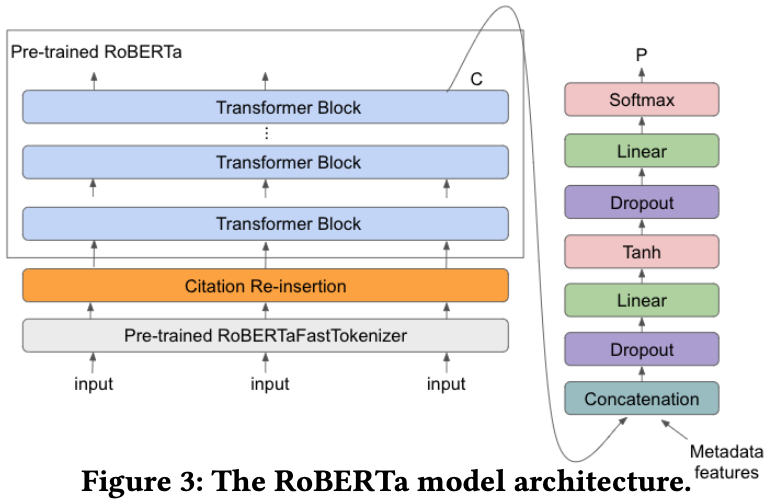 Pre-trained RoBERTa
C
Transformer Block
Transformer Block
Transformer Block
Citation Re-insertion
Pre-trained RoBERTaFastTokenizer
input input input
P
Softmax
Linear
Dropout
Tanh
Linear
Dropout
Concatenation
Metadata
features
Figure 3: The RoBERTa model architecture.